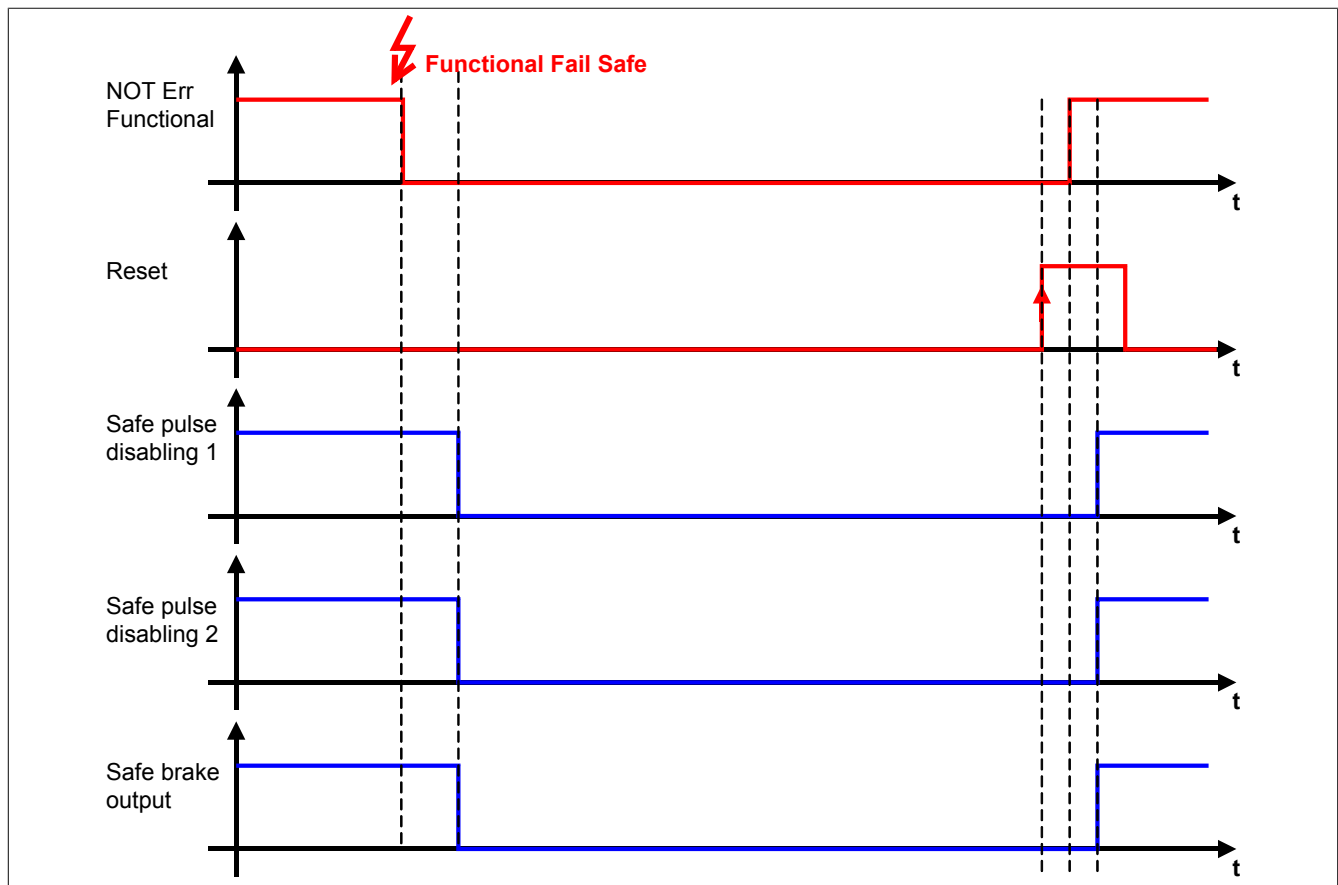 Functional Fail Safe
NOT Err
Functional
t
Reset
t
Safe pulse
disabling 1
t
Safe pulse
disabling 2
t
Safe brake
output
t